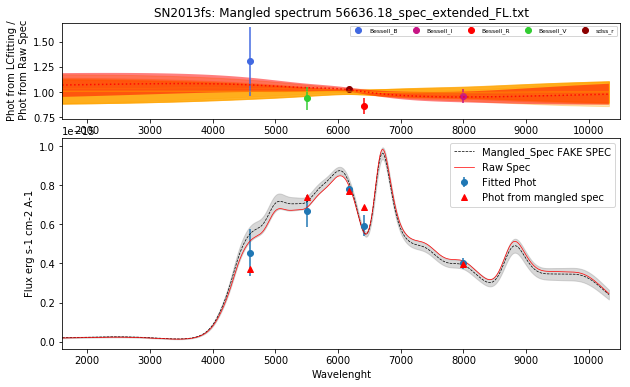 SN2013fs: Mangled spectrum 56636.18_spec_extended_FL.txt
Phot from LCfitting /
Phot from Raw Spec
1.50
1.25
1.00
0.75
Bessell_B
Bessell_I
Bessell_R
Bessell_V
sdss_r
2000 3000 4000 5000 6000 7000 8000 9000 10000
1e-15
Flux erg s-1 cm-2 A-1
1.0
0.8
0.6
0.4
0.2
0.0
Mangled_Spec FAKE SPEC
Raw Spec
Fitted Phot
Phot from mangled spec
2000 3000 4000 5000 6000 7000 8000 9000 10000
Wavelenght